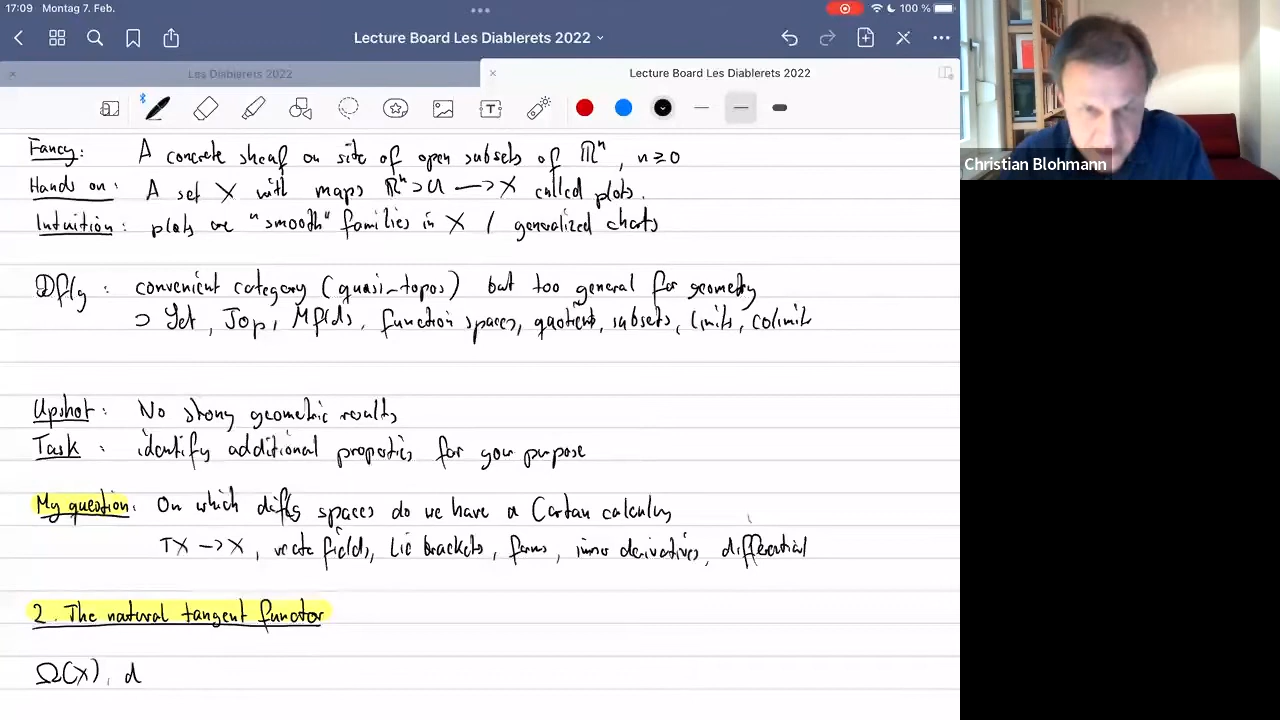 17:09 Montag 7. Feb.
100 %
Lecture Board Les Diablerets 2022
Les Diablerets 2022
Lecture Board Les Diablerets 2022
Fancy: A concrete sheaf on site of open subsets of ℝⁿ, n≥0
Hands on: A set X with maps ℝⁿ ⊃ U → X called plots.
Intuition: plots are "smooth" families in X / generalized charts
Dflg: convenient category (quasi-topos) but too general for geometry
⊃ Set, Top, Mflds, function spaces, quotients, subsets, limits, colimits
Upshot: No strong geometric results
Task: identify additional properties for your purpose
My question: On which difflg spaces do we have a Cartan calculus
TX → X, vector fields, Lie brackets, forms, inner derivatives, differential
2. The natural tangent functor
Ω(X), d
Christian Blohmann